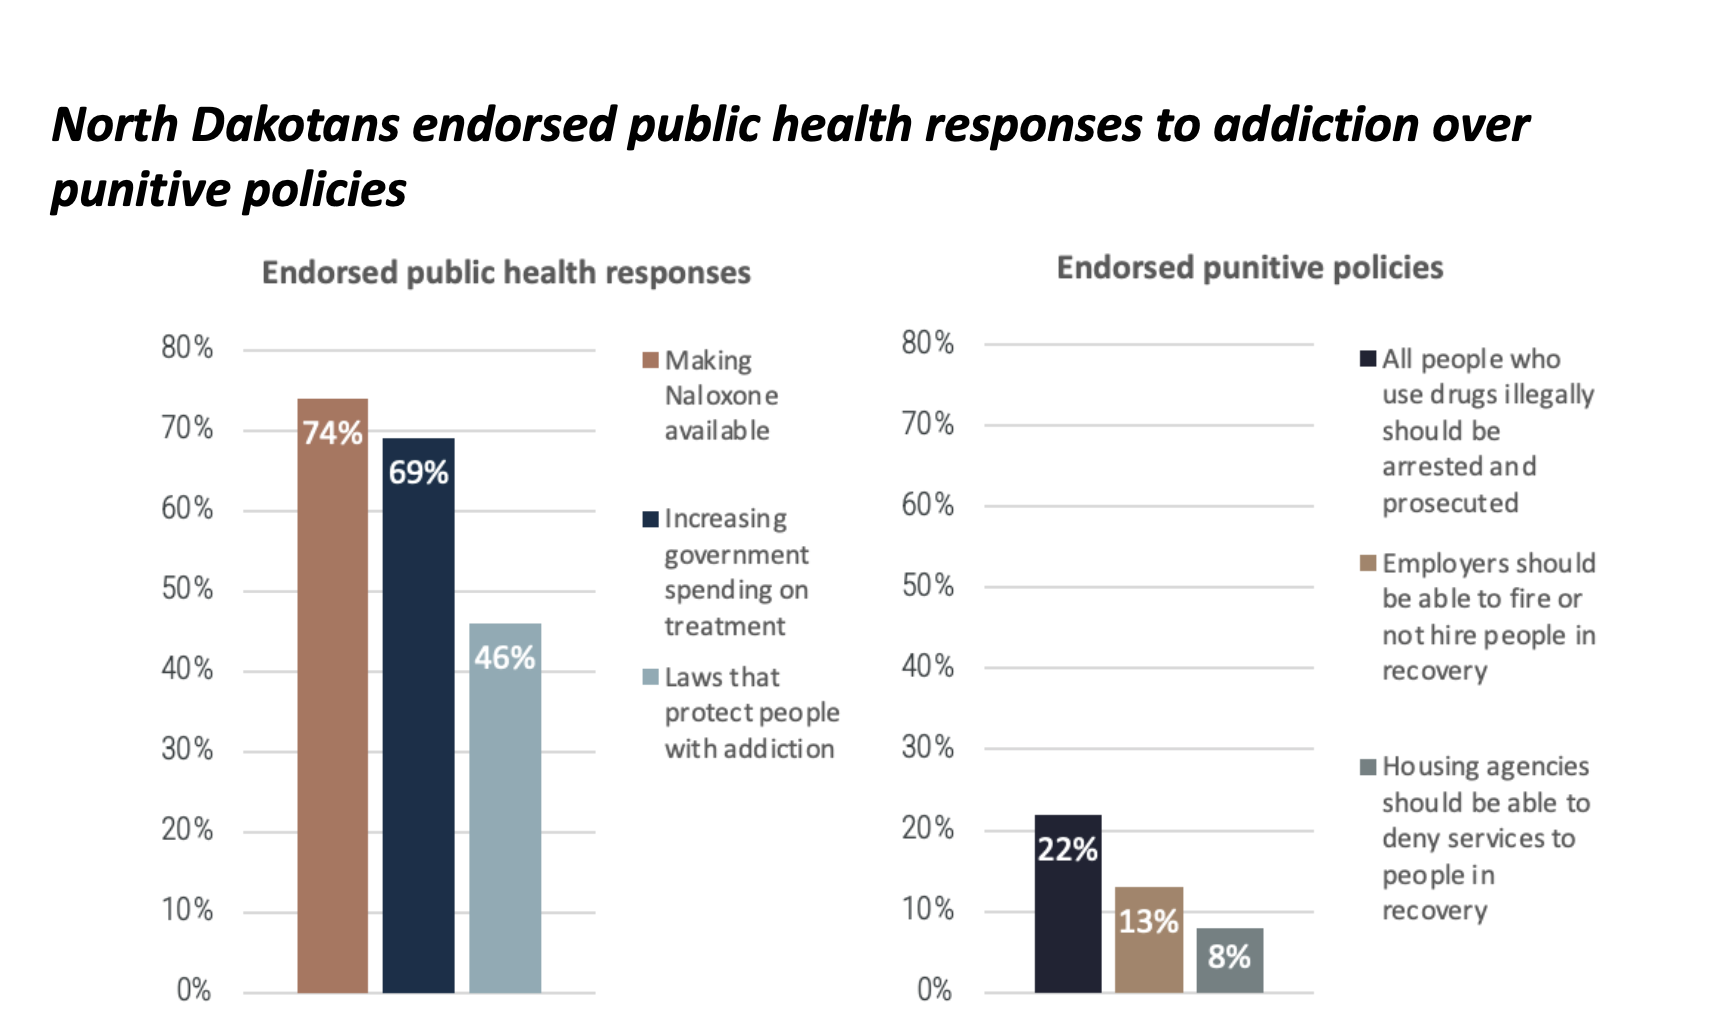 North Dakotans endorsed public health responses to addiction over
punitive policies
Endorsed public health responses
80%
70%
60%
50%
40%
30%
20%
10%
0%
74%
69%
46%
Making
Naloxone
available
Increasing
government
spending on
treatment
Laws that
protect people
with addiction
Endorsed punitive policies
80%
70%
60%
50%
40%
30%
20%
10%
0%
22%
13%
8%
All people who
use drugs illegally
should be
arrested and
prosecuted
Employers should
be able to fire or
not hire people in
recovery
Housing agencies
should be able to
deny services to
people in
recovery